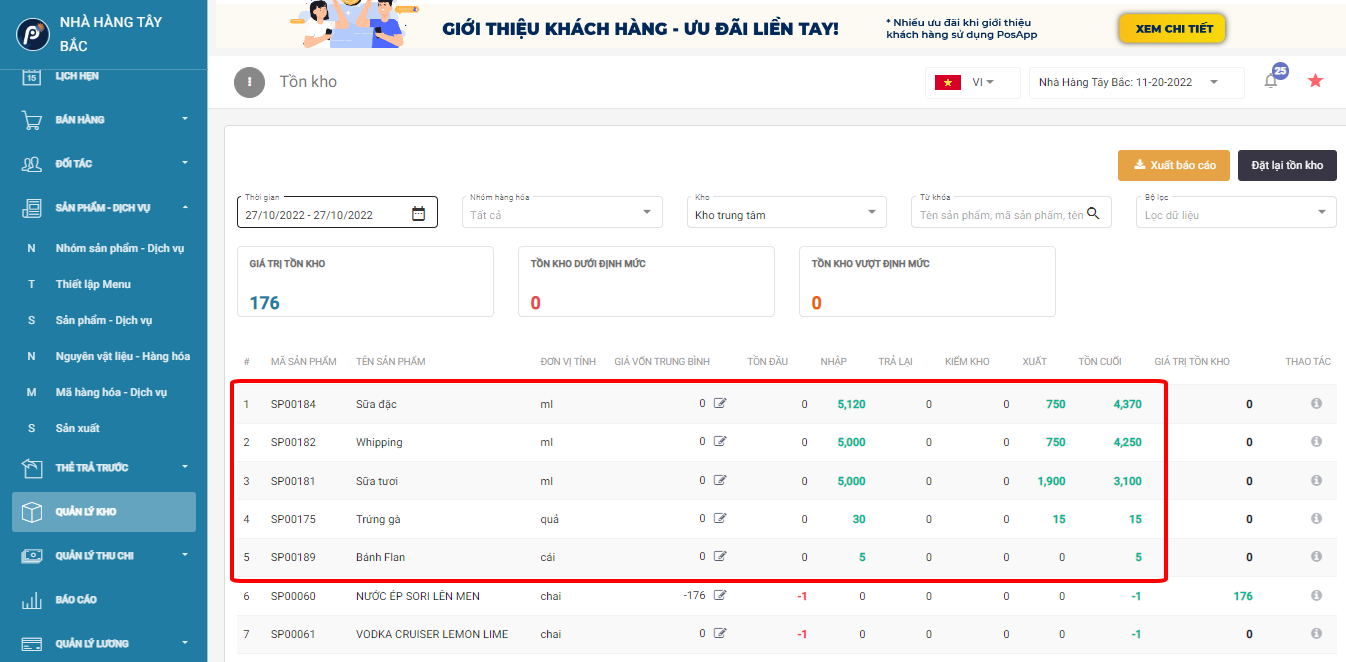 NHÀ HÀNG TÂY
BẮC
15
LỊCH HẸN
BÁN HÀNG
ĐỐI TÁC
SẢN PHẨM - DỊCH VỤ
N Nhóm sản phẩm - Dịch vụ
T Thiết lập Menu
S Sản phẩm - Dịch vụ
N Nguyên vật liệu - Hàng hóa
M Mã hàng hóa - Dịch vụ
S Sản xuất
THẺ TRẢ TRƯỚC
QUẢN LÝ KHO
QUẢN LÝ THU CHI
BÁO CÁO
QUẢN LÝ LƯƠNG
GIỚI THIỆU KHÁCH HÀNG - ƯU ĐÃI LIỀN TAY!
* Nhiều ưu đãi khi giới thiệu
khách hàng sử dụng PosApp
XEM CHI TIẾT
Tồn kho
VI
Nhà Hàng Tây Bắc: 11-20-2022
25
Xuất báo cáo
Đặt lại tồn kho
Thời gian
27/10/2022 - 27/10/2022
Nhóm hàng hóa
Tất cả
Kho
Kho trung tâm
Từ khóa
Tên sản phẩm, mã sản phẩm, tên
Bộ lọc
Lọc dữ liệu
GIÁ TRỊ TỒN KHO
176
TỒN KHO DƯỚI ĐỊNH MỨC
0
TỒN KHO VƯỢT ĐỊNH MỨC
0
# MÃ SẢN PHẨM TÊN SẢN PHẨM ĐƠN VỊ TÍNH GIÁ VỐN TRUNG BÌNH TỒN ĐẦU NHẬP TRẢ LẠI KIỂM KHO XUẤT TỒN CUỐI GIÁ TRỊ TỒN KHO THAO TÁC
1 SP00184 Sữa đặc ml 0 0 5,120 0 0 750 4,370 0
2 SP00182 Whipping ml 0 0 5,000 0 0 750 4,250 0
3 SP00181 Sữa tươi ml 0 0 5,000 0 0 1,900 3,100 0
4 SP00175 Trứng gà quả 0 0 30 0 0 15 15 0
5 SP00189 Bánh Flan cái 0 0 5 0 0 0 5 0
6 SP00060 NƯỚC ÉP SORI LÊN MEN chai -176 -1 0 0 0 0 -1 176
7 SP00061 VODKA CRUISER LEMON LIME chai 0 -1 0 0 0 0 -1 0